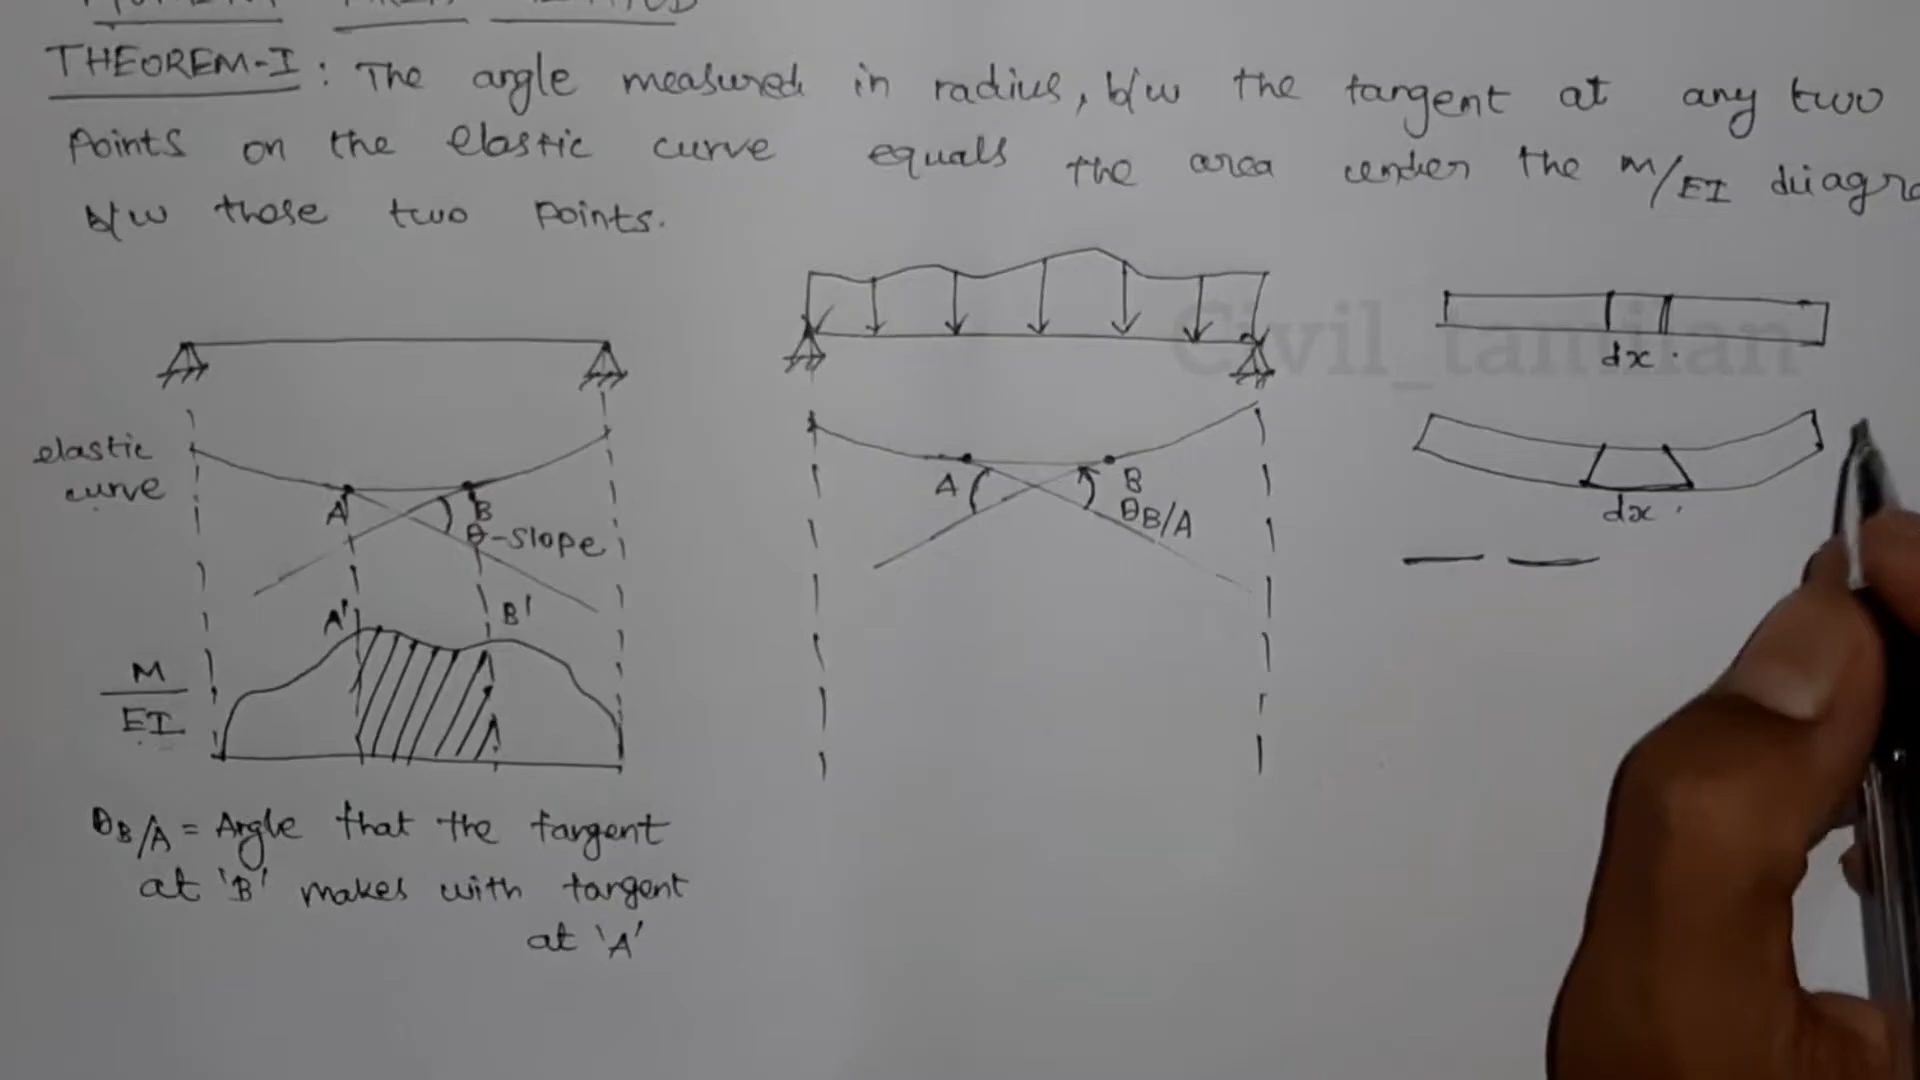 THEOREM-I : The angle measured in radius, b/w the tangent at any two
points on the elastic curve equals the area under the M/EI diagra
b/w those two points.
elastic
curve
A
B
θ-slope
A'
B'
M
EI
θB/A = Angle that the tangent
at 'B' makes with tangent
at 'A'
A
B
θB/A
dx.
dx.
Civil_tamilan